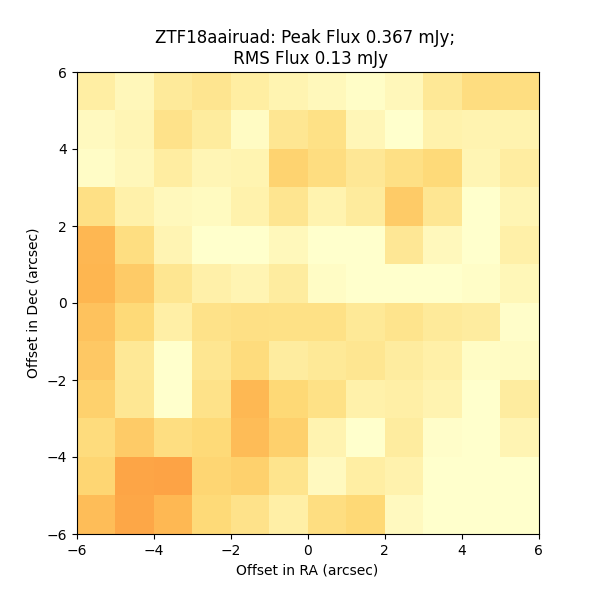 ZTF18aairuad: Peak Flux 0.367 mJy;
RMS Flux 0.13 mJy
6
4
2
0
−2
−4
−6
Offset in Dec (arcsec)
−6 −4 −2 0 2 4 6
Offset in RA (arcsec)